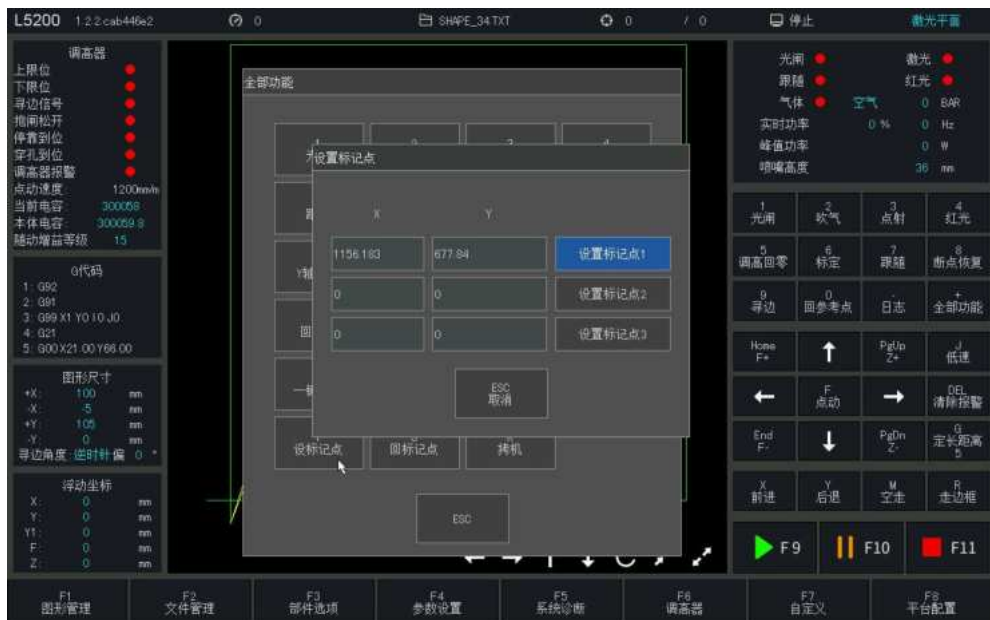 L5200 1.2.2.cab446e2 0 SHAPE_34.TXT 0 / 0 停止 激光平面
调高器
上限位
下限位
寻边信号
抱闸松开
停靠到位
穿孔到位
调高器报警
点动速度: 1200mm/m
当前电容: 300058
本体电容: 300059.8
随动增益等级 15
G代码
1: G92
2: G91
3: G99 X1 Y0 I0 J0
4: G21
5: G00 X21.00 Y66.00
图形尺寸
+X: 100 mm
-X: -5 mm
+Y: 105 mm
-Y: 0 mm
寻边角度: 逆时针偏 0 °
浮动坐标
X: 0 mm
Y: 0 mm
Y1: 0 mm
F: 0 mm
Z: 0 mm
全部功能
设置标记点
X Y
1156.183 677.84 设置标记点1
0 0 设置标记点2
0 0 设置标记点3
ESC
取消
设标记点 回标记点 拷机
ESC
光闸 激光
跟随 红光
气体 空气 0 BAR
实时功率 0 % 0 Hz
峰值功率 0 W
喷嘴高度 36 mm
1 2 3 4
光闸 吹气 点射 红光
5 6 7 8
调高回零 标定 跟随 断点恢复
9 0 . +
寻边 回参考点 日志 全部功能
Home PgUp J
F+ ↑ Z+ 低速
F DEL
← 点动 → 清除报警
End PgDn G
F- ↓ Z- 定长距离
5
X Y M R
前进 后退 空走 走边框
F9 F10 F11
F1 F2 F3 F4 F5 F6 F7 F8
图形管理 文件管理 部件选项 参数设置 系统诊断 调高器 自定义 平台配置